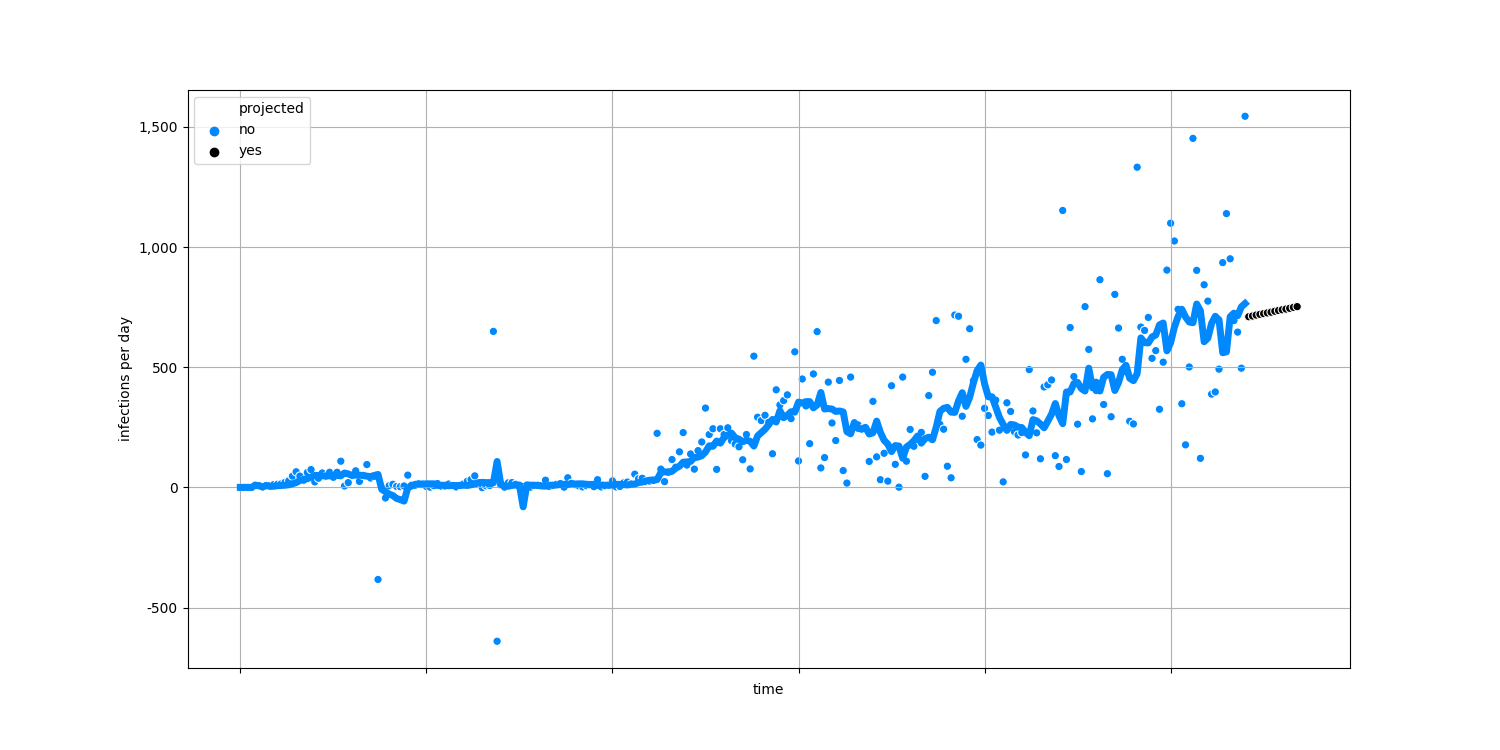 projected
no
yes
1,500
1,000
500
0
-500
infections per day
time